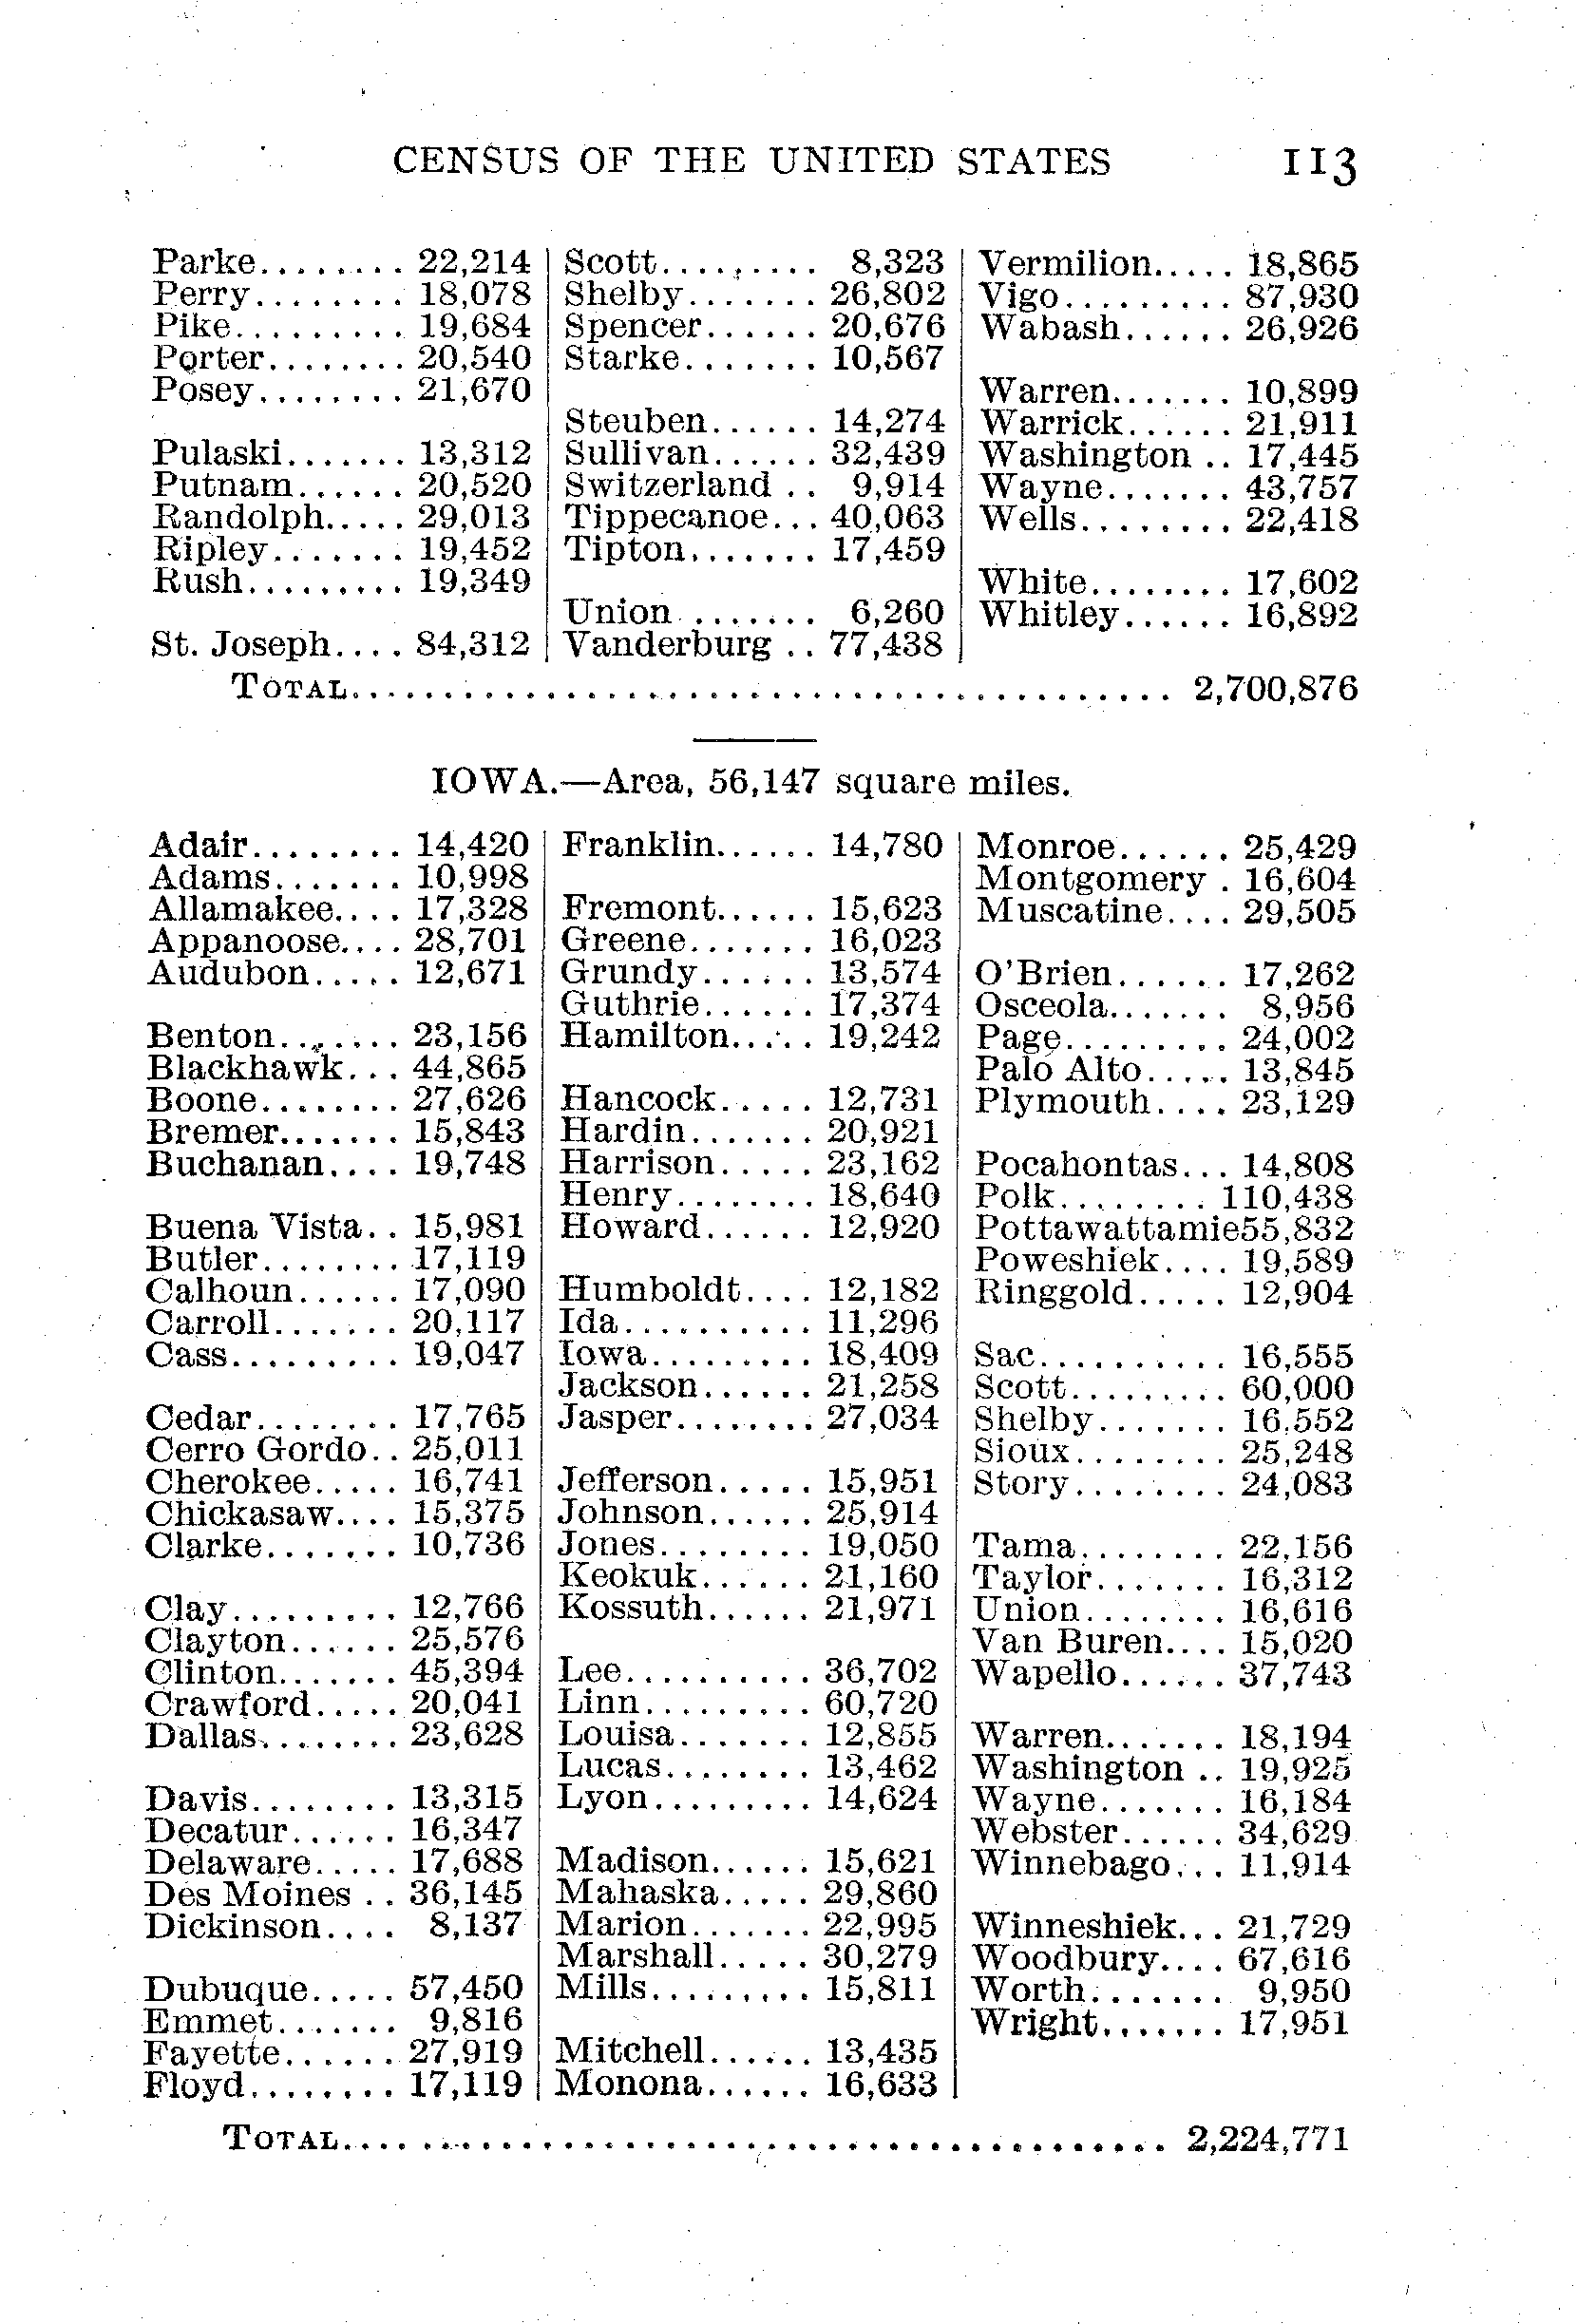 CENSUS OF THE UNITED STATES 113
Parke........ 22,214
Perry........ 18,078
Pike......... 19,684
Porter........ 20,540
Posey........ 21,670
Pulaski....... 13,312
Putnam...... 20,520
Randolph..... 29,013
Ripley....... 19,452
Rush......... 19,349
St. Joseph.... 84,312
Scott......... 8,323
Shelby....... 26,802
Spencer...... 20,676
Starke....... 10,567
Steuben...... 14,274
Sullivan...... 32,439
Switzerland .. 9,914
Tippecanoe... 40,063
Tipton....... 17,459
Union ....... 6,260
Vanderburg .. 77,438
Vermilion..... 18,865
Vigo......... 87,930
Wabash...... 26,926
Warren....... 10,899
Warrick...... 21,911
Washington .. 17,445
Wayne....... 43,757
Wells........ 22,418
White........ 17,602
Whitley...... 16,892
TOTAL........................................ 2,700,876
IOWA.—Area, 56,147 square miles.
Adair........ 14,420
Adams....... 10,998
Allamakee.... 17,328
Appanoose.... 28,701
Audubon..... 12,671
Benton....... 23,156
Blackhawk... 44,865
Boone........ 27,626
Bremer....... 15,843
Buchanan.... 19,748
Buena Vista.. 15,981
Butler........ 17,119
Calhoun...... 17,090
Carroll....... 20,117
Cass......... 19,047
Cedar........ 17,765
Cerro Gordo.. 25,011
Cherokee..... 16,741
Chickasaw.... 15,375
Clarke....... 10,736
Clay......... 12,766
Clayton...... 25,576
Clinton....... 45,394
Crawford..... 20,041
Dallas........ 23,628
Davis........ 13,315
Decatur...... 16,347
Delaware..... 17,688
Des Moines .. 36,145
Dickinson.... 8,137
Dubuque..... 57,450
Emmet....... 9,816
Fayette...... 27,919
Floyd........ 17,119
Franklin...... 14,780
Fremont...... 15,623
Greene....... 16,023
Grundy...... 13,574
Guthrie...... 17,374
Hamilton..... 19,242
Hancock..... 12,731
Hardin....... 20,921
Harrison..... 23,162
Henry........ 18,640
Howard...... 12,920
Humboldt.... 12,182
Ida.......... 11,296
Iowa......... 18,409
Jackson...... 21,258
Jasper........ 27,034
Jefferson..... 15,951
Johnson...... 25,914
Jones........ 19,050
Keokuk...... 21,160
Kossuth...... 21,971
Lee.......... 36,702
Linn......... 60,720
Louisa....... 12,855
Lucas........ 13,462
Lyon......... 14,624
Madison...... 15,621
Mahaska..... 29,860
Marion....... 22,995
Marshall..... 30,279
Mills......... 15,811
Mitchell...... 13,435
Monona...... 16,633
Monroe...... 25,429
Montgomery . 16,604
Muscatine.... 29,505
O'Brien...... 17,262
Osceola....... 8,956
Page......... 24,002
Palo Alto..... 13,845
Plymouth.... 23,129
Pocahontas... 14,808
Polk........ 110,438
Pottawattamie55,832
Poweshiek.... 19,589
Ringgold..... 12,904
Sac.......... 16,555
Scott......... 60,000
Shelby....... 16,552
Sioux........ 25,248
Story........ 24,083
Tama........ 22,156
Taylor....... 16,312
Union........ 16,616
Van Buren.... 15,020
Wapello...... 37,743
Warren....... 18,194
Washington .. 19,925
Wayne....... 16,184
Webster...... 34,629
Winnebago... 11,914
Winneshiek... 21,729
Woodbury.... 67,616
Worth....... 9,950
Wright....... 17,951
TOTAL........................................ 2,224,771